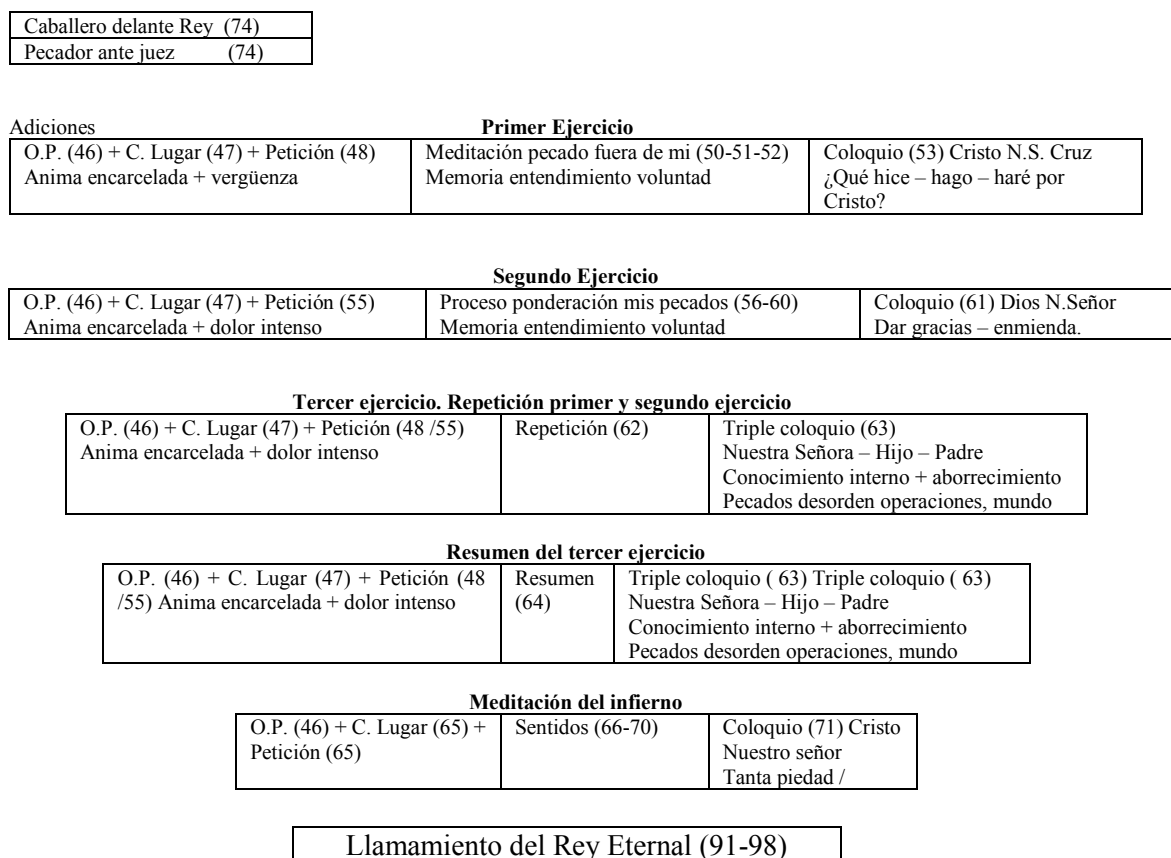 Caballero delante Rey (74)
Pecador ante juez (74)
Adiciones
Primer Ejercicio
O.P. (46) + C. Lugar (47) + Petición (48)
Anima encarcelada + vergüenza
Meditación pecado fuera de mi (50-51-52)
Memoria entendimiento voluntad
Coloquio (53) Cristo N.S. Cruz
¿Qué hice – hago – haré por
Cristo?
Segundo Ejercicio
O.P. (46) + C. Lugar (47) + Petición (55)
Anima encarcelada + dolor intenso
Proceso ponderación mis pecados (56-60)
Memoria entendimiento voluntad
Coloquio (61) Dios N.Señor
Dar gracias – enmienda.
Tercer ejercicio. Repetición primer y segundo ejercicio
O.P. (46) + C. Lugar (47) + Petición (48 /55)
Anima encarcelada + dolor intenso
Repetición (62)
Triple coloquio (63)
Nuestra Señora – Hijo – Padre
Conocimiento interno + aborrecimiento
Pecados desorden operaciones, mundo
Resumen del tercer ejercicio
O.P. (46) + C. Lugar (47) + Petición (48
/55) Anima encarcelada + dolor intenso
Resumen
(64)
Triple coloquio ( 63) Triple coloquio ( 63)
Nuestra Señora – Hijo – Padre
Conocimiento interno + aborrecimiento
Pecados desorden operaciones, mundo
Meditación del infierno
O.P. (46) + C. Lugar (65) +
Petición (65)
Sentidos (66-70)
Coloquio (71) Cristo
Nuestro señor
Tanta piedad /
Llamamiento del Rey Eternal (91-98)